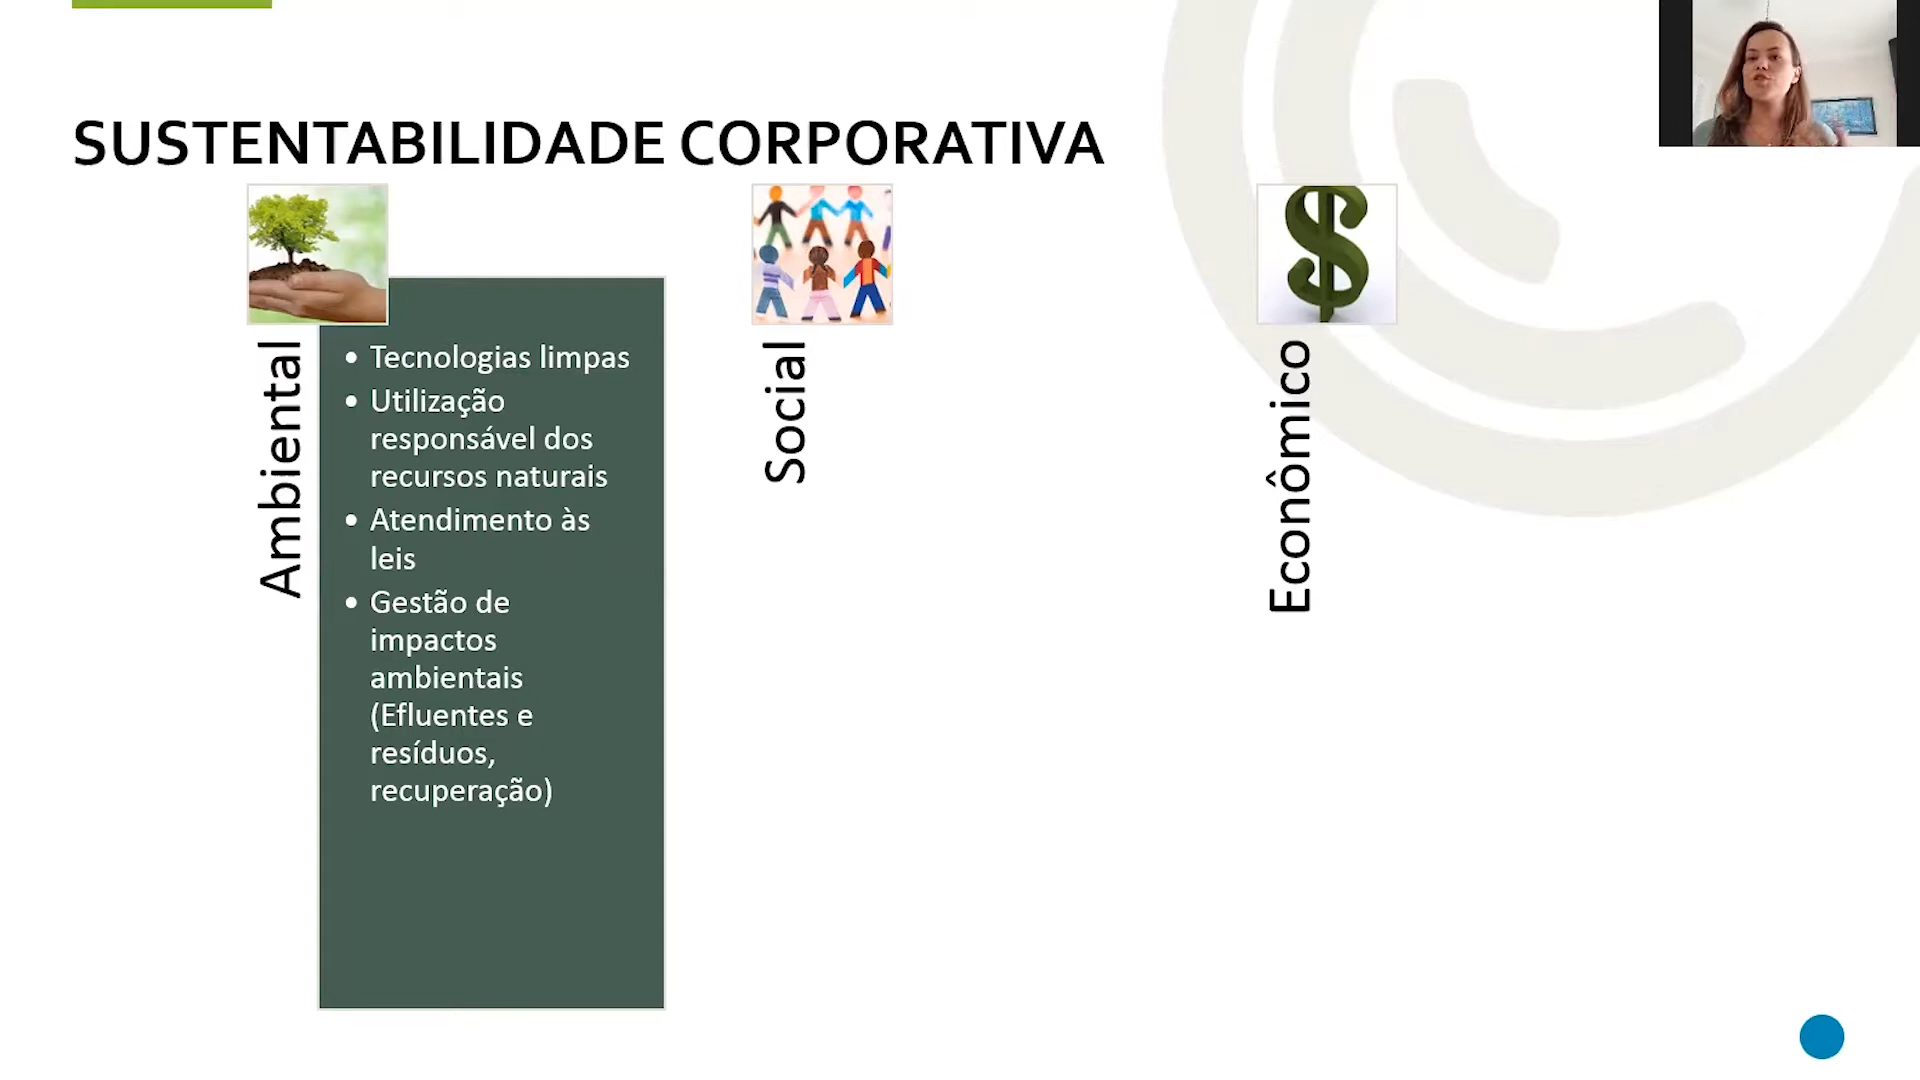 SUSTENTABILIDADE CORPORATIVA
Ambiental
• Tecnologias limpas
• Utilização
responsável dos
recursos naturais
• Atendimento às
leis
• Gestão de
impactos
ambientais
(Efluentes e
resíduos,
recuperação)
Social
Econômico